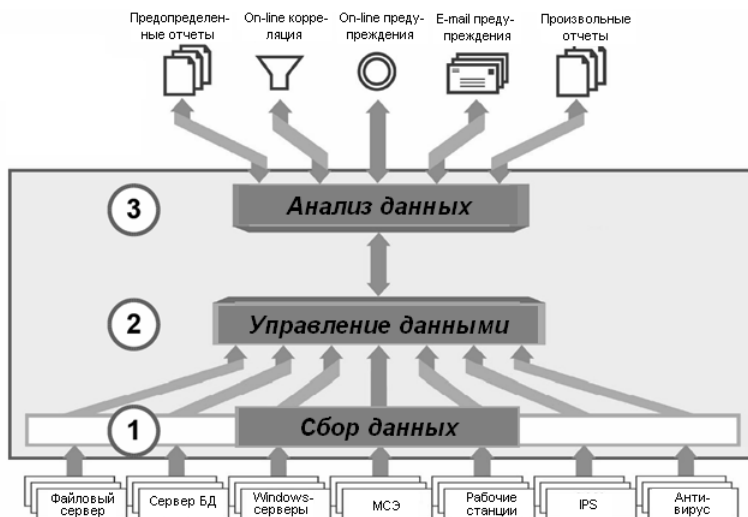 Предопределен-
ные отчеты
On-line корре-
ляция
On-line преду-
преждения
E-mail преду-
преждения
Произвольные
отчеты
3
Анализ данных
2
Управление данными
1
Сбор данных
Файловый
сервер
Сервер БД
Windows-
серверы
МСЭ
Рабочие
станции
IPS
Анти-
вирус